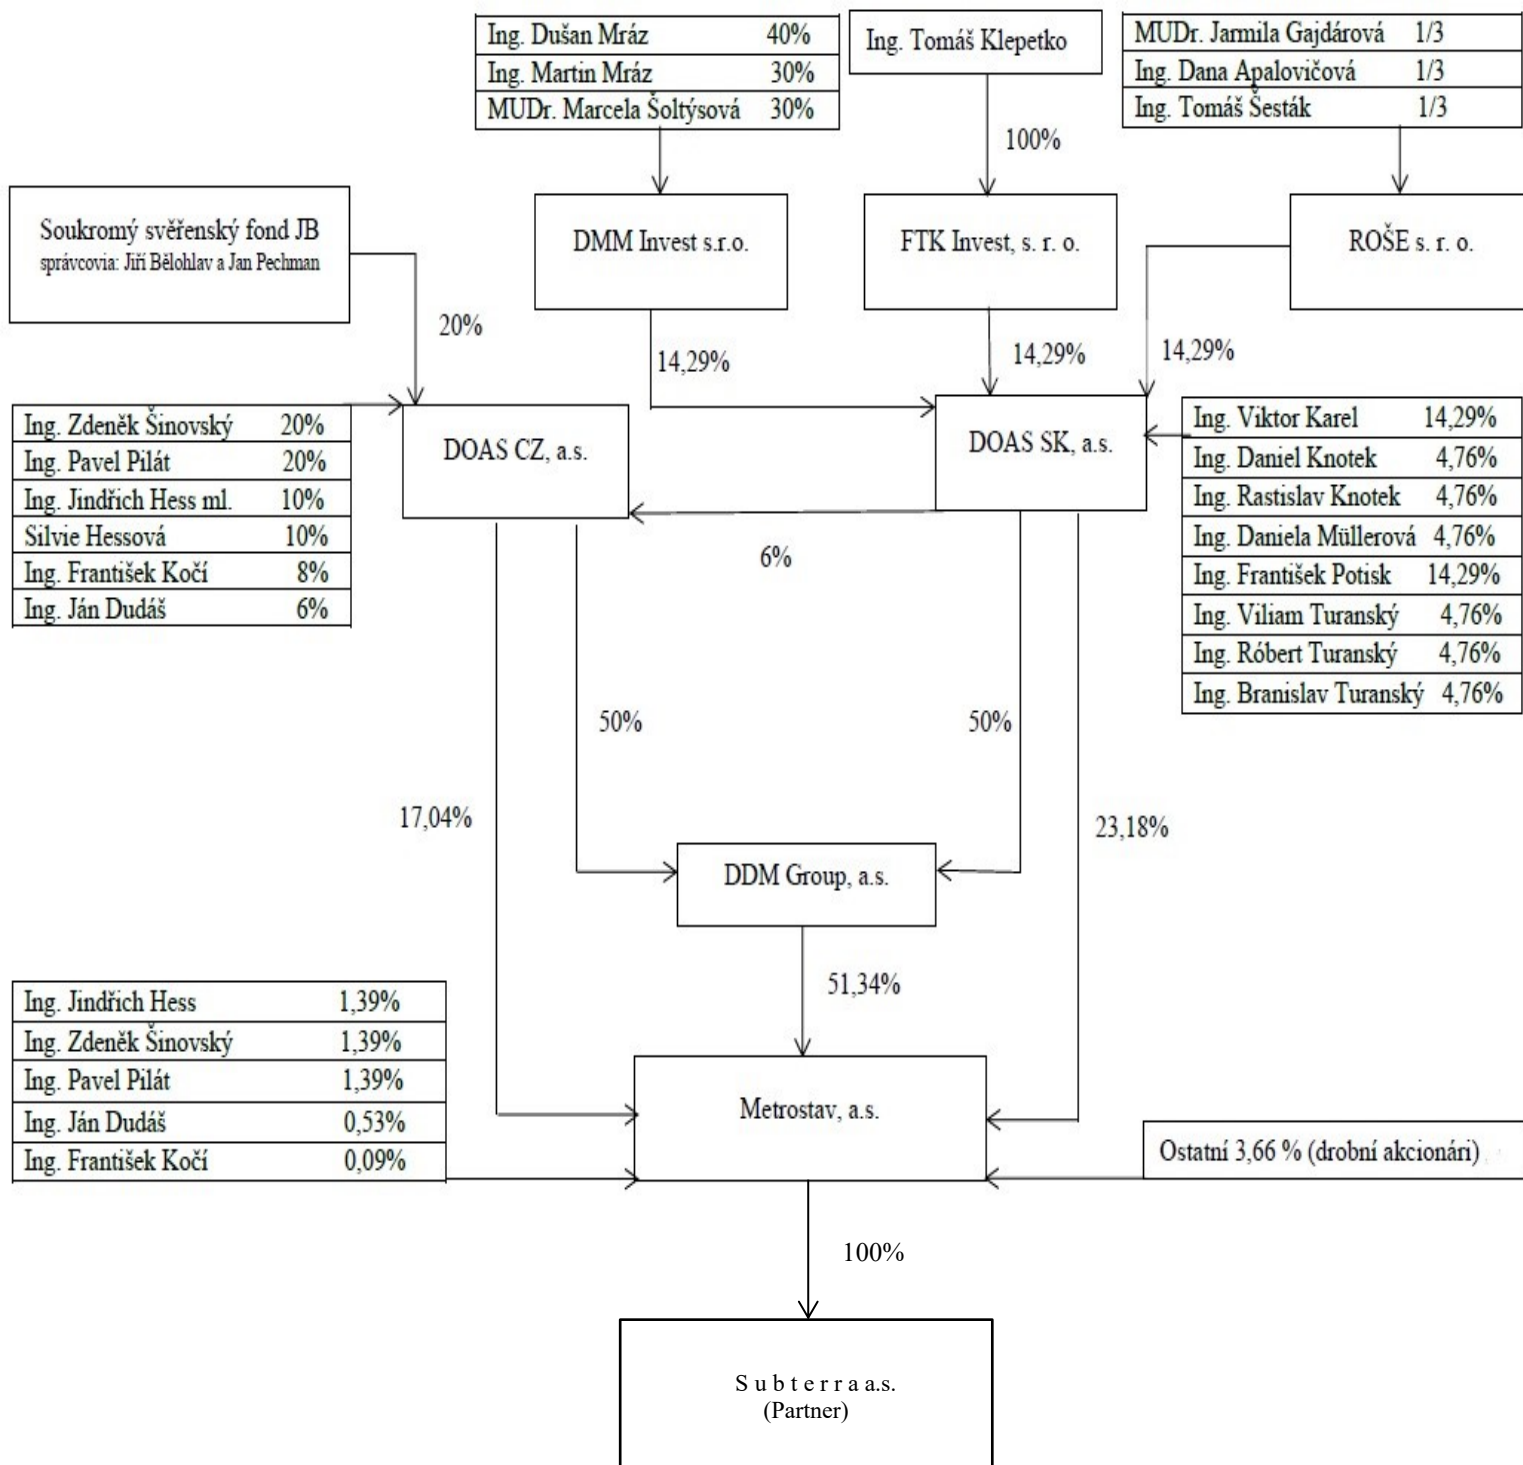 Ing. Dušan Mráz 40%
Ing. Martin Mráz 30%
MUDr. Marcela Šoltýsová 30%
Ing. Tomáš Klepetko
MUDr. Jarmila Gajdárová 1/3
Ing. Dana Apalovičová 1/3
Ing. Tomáš Šesták 1/3
100%
Soukromý svěřenský fond JB
správcovia: Jiří Bělohlav a Jan Pechman
DMM Invest s.r.o.
FTK Invest, s. r. o.
ROŠE s. r. o.
20%
14,29%
14,29%
14,29%
Ing. Zdeněk Šinovský 20%
Ing. Pavel Pilát 20%
Ing. Jindřich Hess ml. 10%
Silvie Hessová 10%
Ing. František Kočí 8%
Ing. Ján Dudáš 6%
DOAS CZ, a.s.
DOAS SK, a.s.
Ing. Viktor Karel 14,29%
Ing. Daniel Knotek 4,76%
Ing. Rastislav Knotek 4,76%
Ing. Daniela Müllerová 4,76%
Ing. František Potisk 14,29%
Ing. Viliam Turanský 4,76%
Ing. Róbert Turanský 4,76%
Ing. Branislav Turanský 4,76%
6%
50%
50%
17,04%
23,18%
DDM Group, a.s.
51,34%
Ing. Jindřich Hess 1,39%
Ing. Zdeněk Šinovský 1,39%
Ing. Pavel Pilát 1,39%
Ing. Ján Dudáš 0,53%
Ing. František Kočí 0,09%
Metrostav, a.s.
Ostatní 3,66 % (drobní akcionári)
100%
S u b t e r r a a.s.
(Partner)